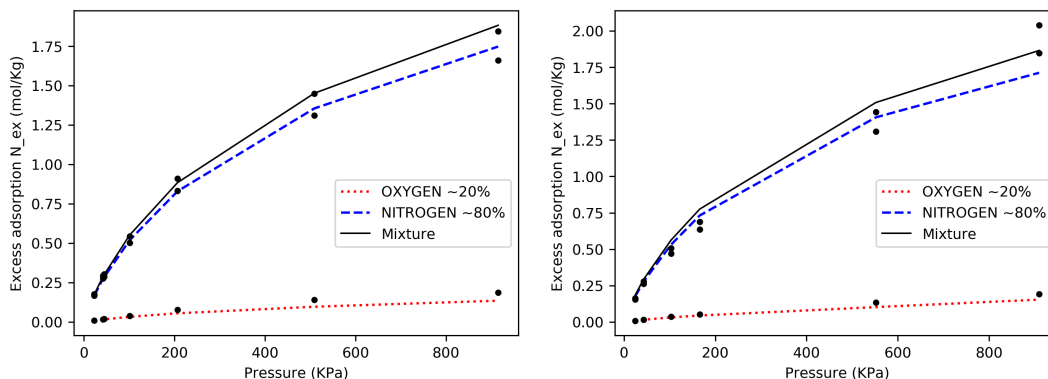 Excess adsorption N_ex (mol/Kg)
1.75
1.50
1.25
1.00
0.75
0.50
0.25
0.00
OXYGEN ~20%
NITROGEN ~80%
Mixture
0 200 400 600 800
Pressure (KPa)
Excess adsorption N_ex (mol/Kg)
2.00
1.75
1.50
1.25
1.00
0.75
0.50
0.25
0.00
OXYGEN ~20%
NITROGEN ~80%
Mixture
0 200 400 600 800
Pressure (KPa)